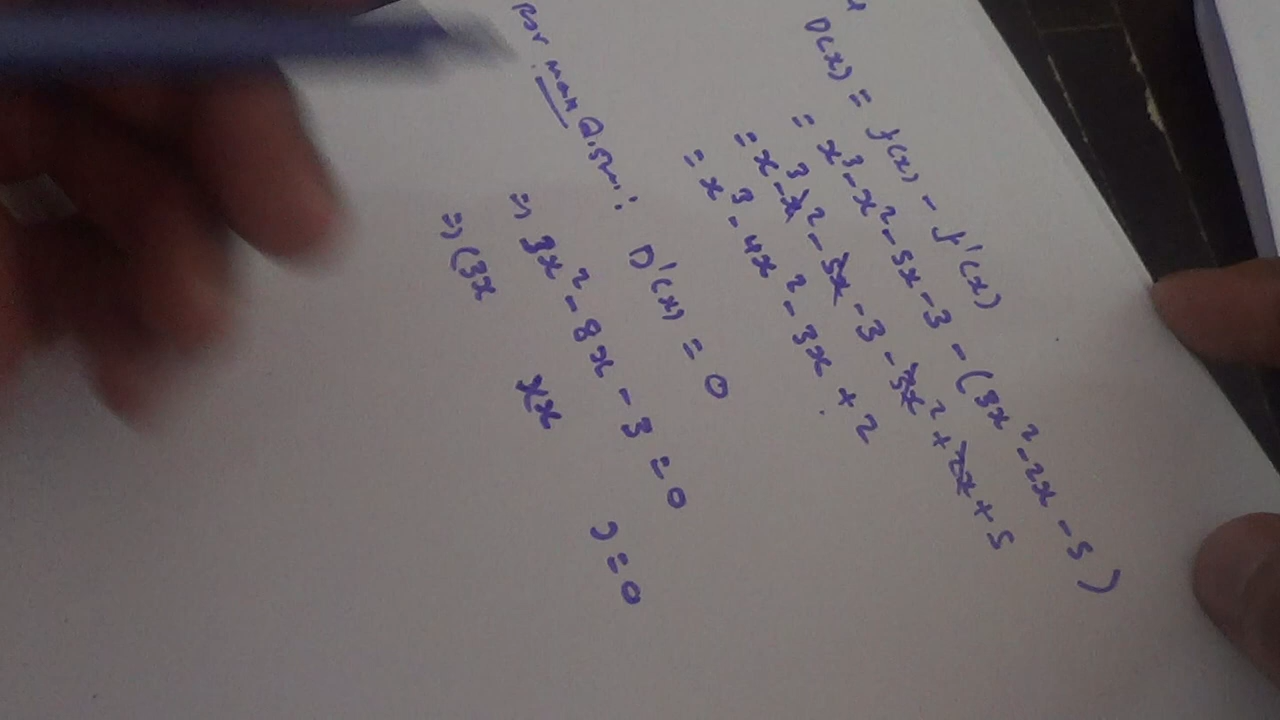 D(x) = f(x) - f'(x)
= x³ - x² - 5x - 3 - (3x² - 2x - 5)
= x³ - x² - 5x - 3 - 3x² + 2x + 5
= x³ - 4x² - 3x + 2
For max D'(x) = 0
=> 3x² - 8x - 3 = 0
=> (3x ) = 0